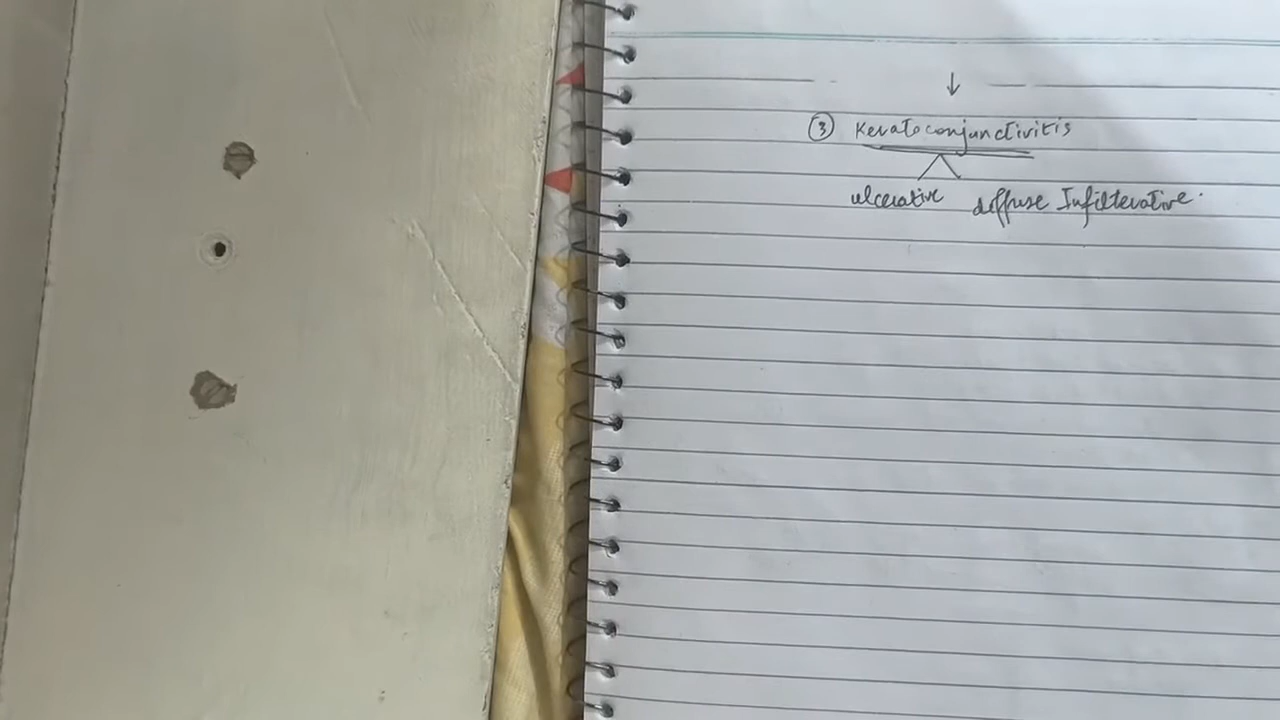 ↓
③ Keratoconjunctivitis
ulcerative diffuse Infilterative.